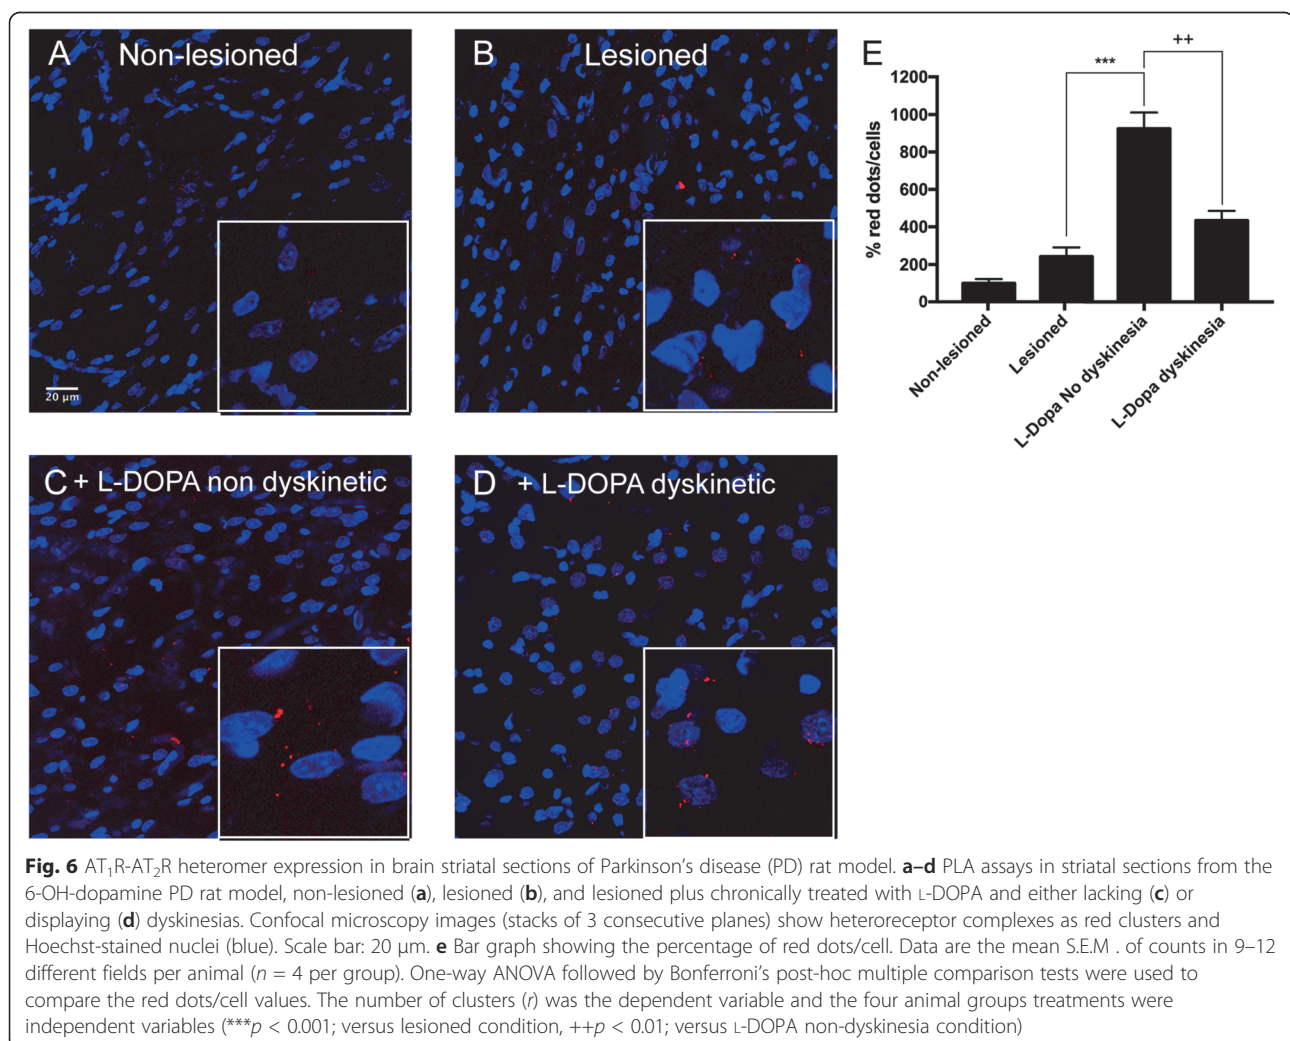 A Non-lesioned
B Lesioned
20 µm
E
***
++
1200
1000
800
600
400
200
0
% red dots/cells
Non-lesioned
Lesioned
L-Dopa No dyskinesia
L-Dopa dyskinesia
C + L-DOPA non dyskinetic
D + L-DOPA dyskinetic
Fig. 6 AT₁R-AT₂R heteromer expression in brain striatal sections of Parkinson's disease (PD) rat model. a–d PLA assays in striatal sections from the
6-OH-dopamine PD rat model, non-lesioned (a), lesioned (b), and lesioned plus chronically treated with L-DOPA and either lacking (c) or
displaying (d) dyskinesias. Confocal microscopy images (stacks of 3 consecutive planes) show heteroreceptor complexes as red clusters and
Hoechst-stained nuclei (blue). Scale bar: 20 µm. e Bar graph showing the percentage of red dots/cell. Data are the mean S.E.M . of counts in 9–12
different fields per animal (n = 4 per group). One-way ANOVA followed by Bonferroni's post-hoc multiple comparison tests were used to
compare the red dots/cell values. The number of clusters (r) was the dependent variable and the four animal groups treatments were
independent variables (***p < 0.001; versus lesioned condition, ++p < 0.01; versus L-DOPA non-dyskinesia condition)